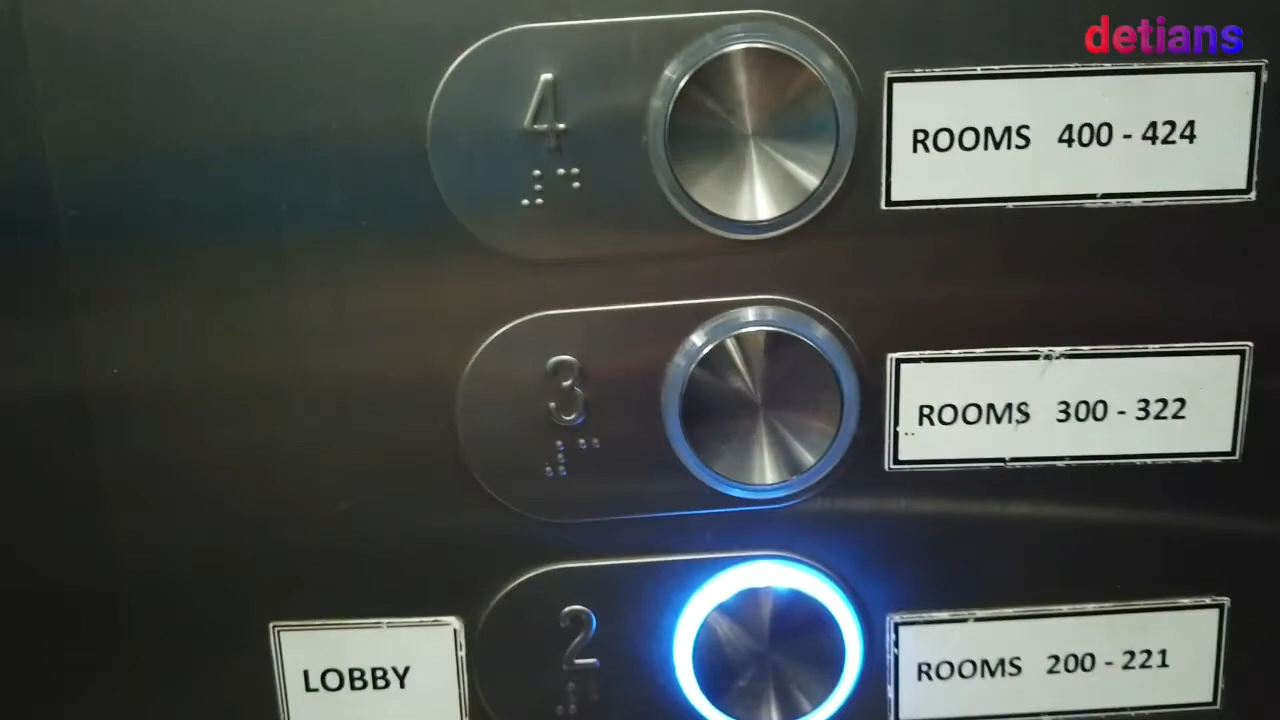 detians
4
ROOMS 400 - 424
3
ROOMS 300 - 322
2
LOBBY
ROOMS 200 - 221